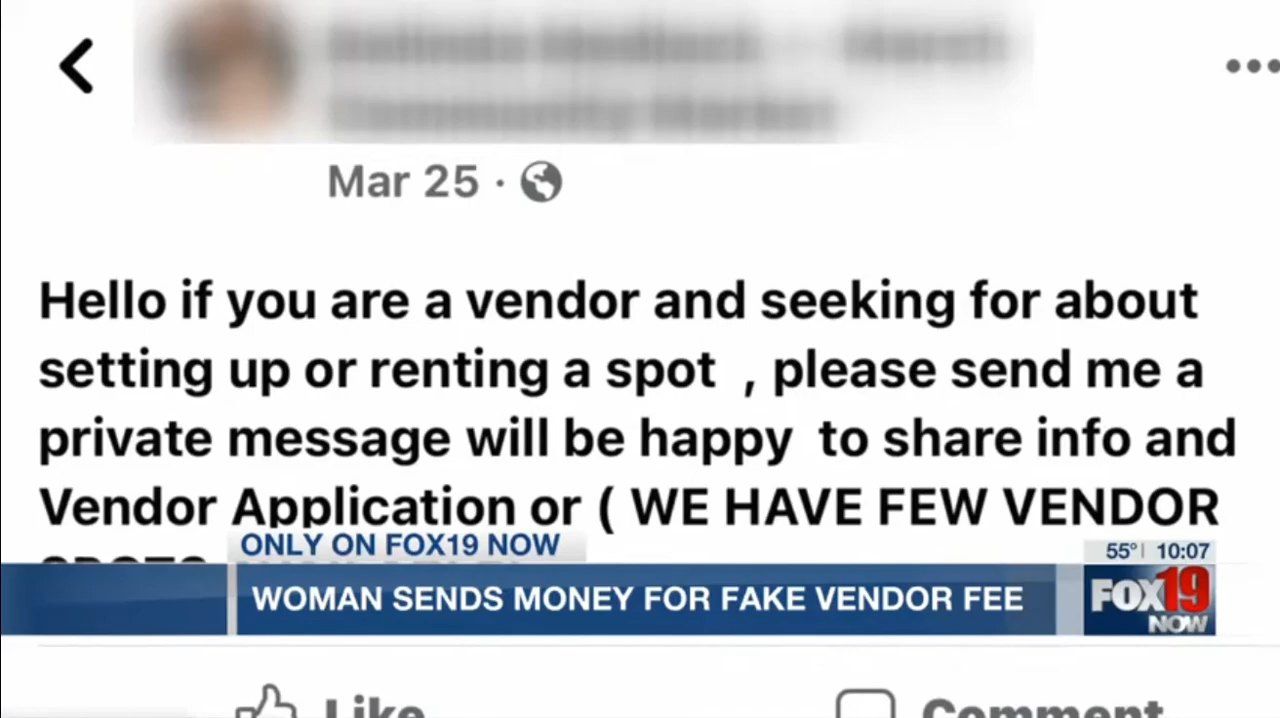 Mar 25 ·
Hello if you are a vendor and seeking for about
setting up or renting a spot , please send me a
private message will be happy to share info and
Vendor Application or ( WE HAVE FEW VENDOR
ONLY ON FOX19 NOW
WOMAN SENDS MONEY FOR FAKE VENDOR FEE
55° 10:07
FOX19
NOW
Like
Comment